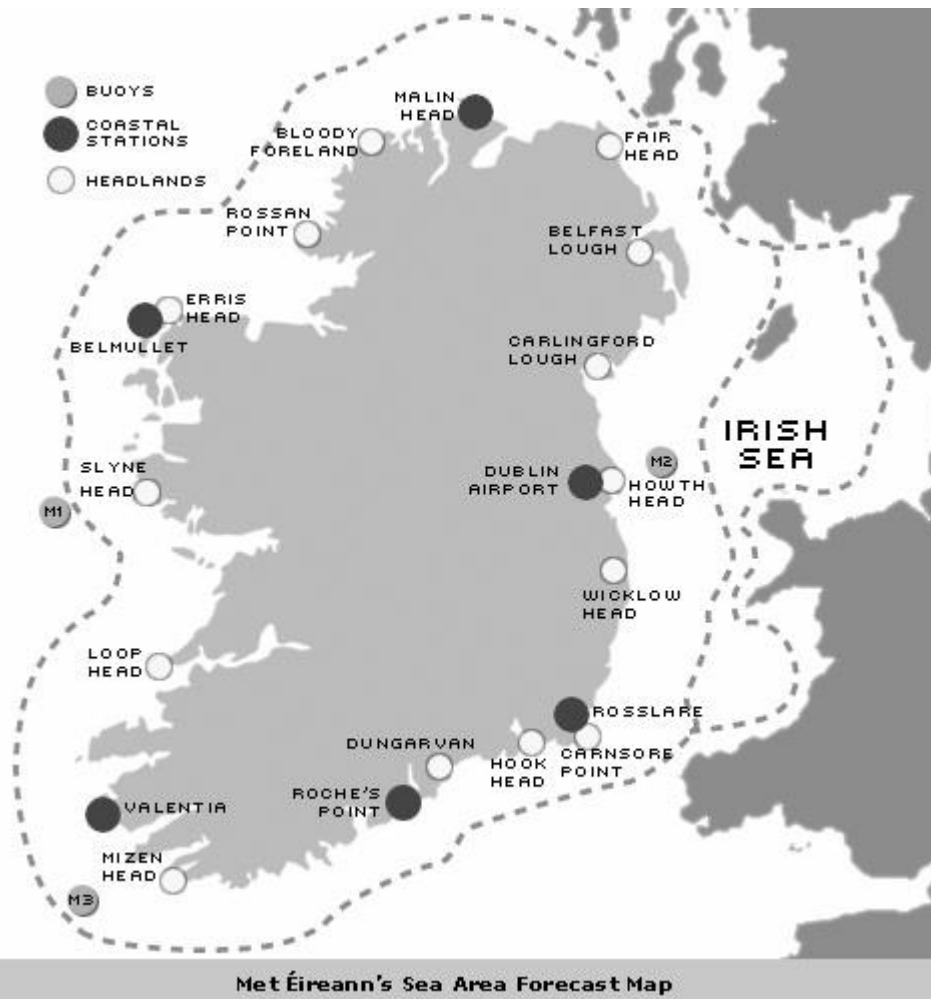 BUOYS
COASTAL
STATIONS
HEADLANDS
MALIN
HEAD
BLOODY
FORELAND
FAIR
HEAD
ROSSAN
POINT
BELFAST
LOUGH
ERRIS
HEAD
BELMULLET
CARLINGFORD
LOUGH
IRISH
SEA
SLYNE
HEAD
DUBLIN
AIRPORT
M2
HOWTH
HEAD
M1
WICKLOW
HEAD
LOOP
HEAD
ROSSLARE
DUNGARVAN
HOOK
HEAD
CARNSORE
POINT
ROCHE'S
POINT
VALENTIA
MIZEN
HEAD
M3
Met Éireann's Sea Area Forecast Map